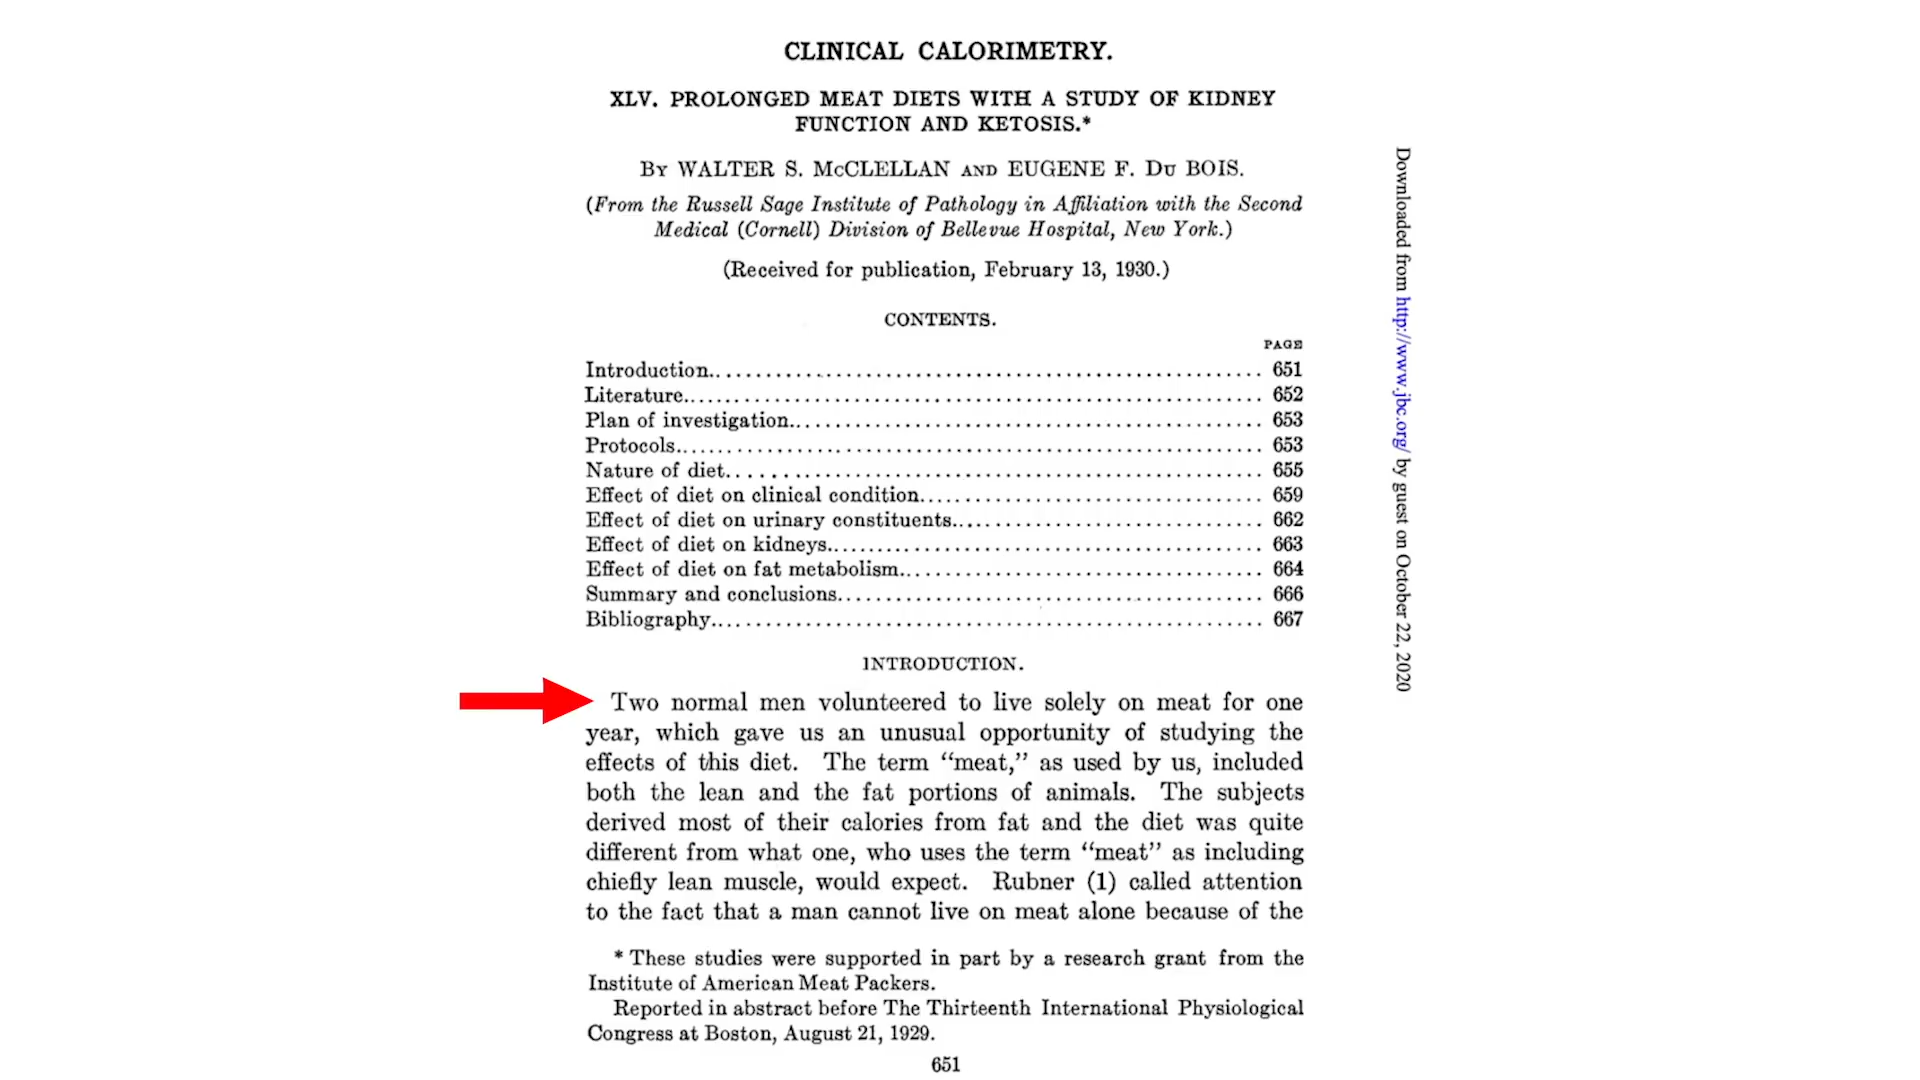 CLINICAL CALORIMETRY.
XLV. PROLONGED MEAT DIETS WITH A STUDY OF KIDNEY
FUNCTION AND KETOSIS.*
By WALTER S. McCLELLAN AND EUGENE F. DU BOIS.
(From the Russell Sage Institute of Pathology in Affiliation with the Second
Medical (Cornell) Division of Bellevue Hospital, New York.)
(Received for publication, February 13, 1930.)
CONTENTS.
PAGE
Introduction.......................................................... 651
Literature............................................................ 652
Plan of investigation................................................. 653
Protocols............................................................. 653
Nature of diet........................................................ 655
Effect of diet on clinical condition.................................. 659
Effect of diet on urinary constituents................................ 662
Effect of diet on kidneys............................................. 663
Effect of diet on fat metabolism...................................... 664
Summary and conclusions............................................... 666
Bibliography.......................................................... 667
INTRODUCTION.
Two normal men volunteered to live solely on meat for one
year, which gave us an unusual opportunity of studying the
effects of this diet. The term “meat,” as used by us, included
both the lean and the fat portions of animals. The subjects
derived most of their calories from fat and the diet was quite
different from what one, who uses the term “meat” as including
chiefly lean muscle, would expect. Rubner (1) called attention
to the fact that a man cannot live on meat alone because of the
* These studies were supported in part by a research grant from the
Institute of American Meat Packers.
Reported in abstract before The Thirteenth International Physiological
Congress at Boston, August 21, 1929.
651
Downloaded from http://www.jbc.org/ by guest on October 22, 2020